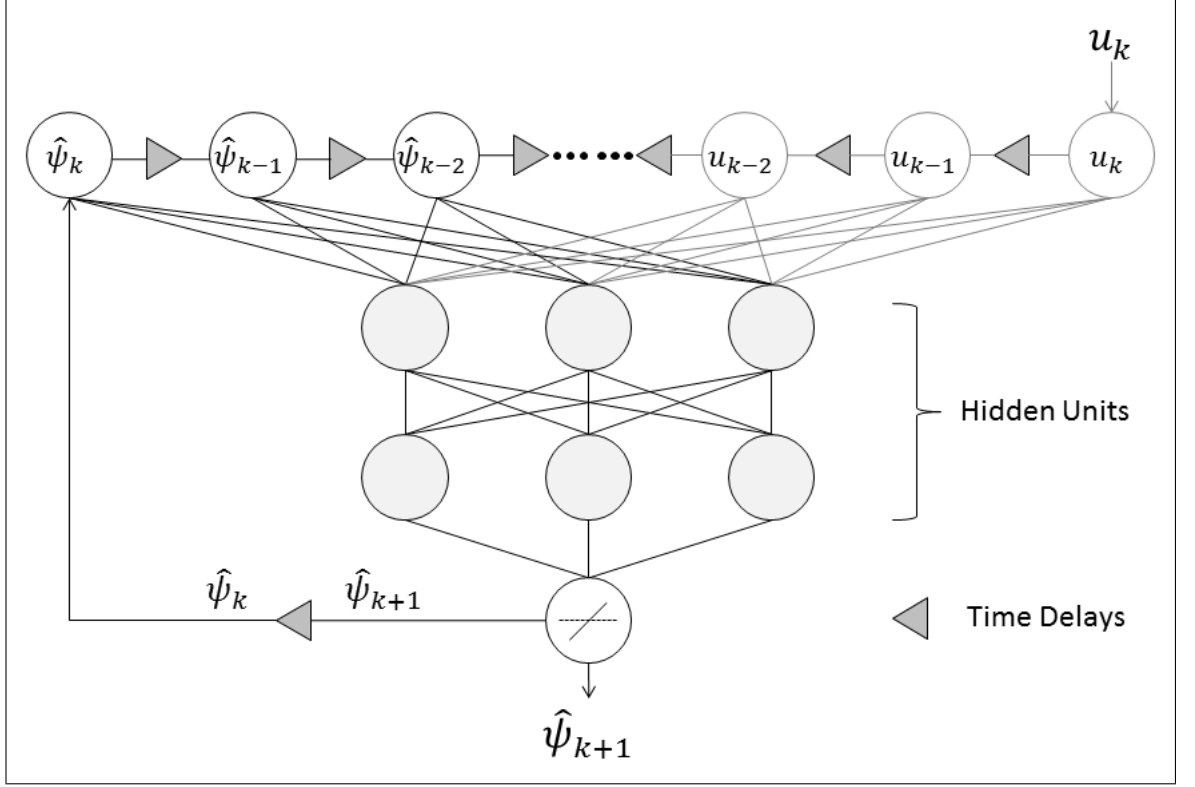 u_k
ψ̂_k
ψ̂_{k−1}
ψ̂_{k−2}
u_{k−2}
u_{k−1}
u_k
Hidden Units
ψ̂_k
ψ̂_{k+1}
Time Delays
ψ̂_{k+1}